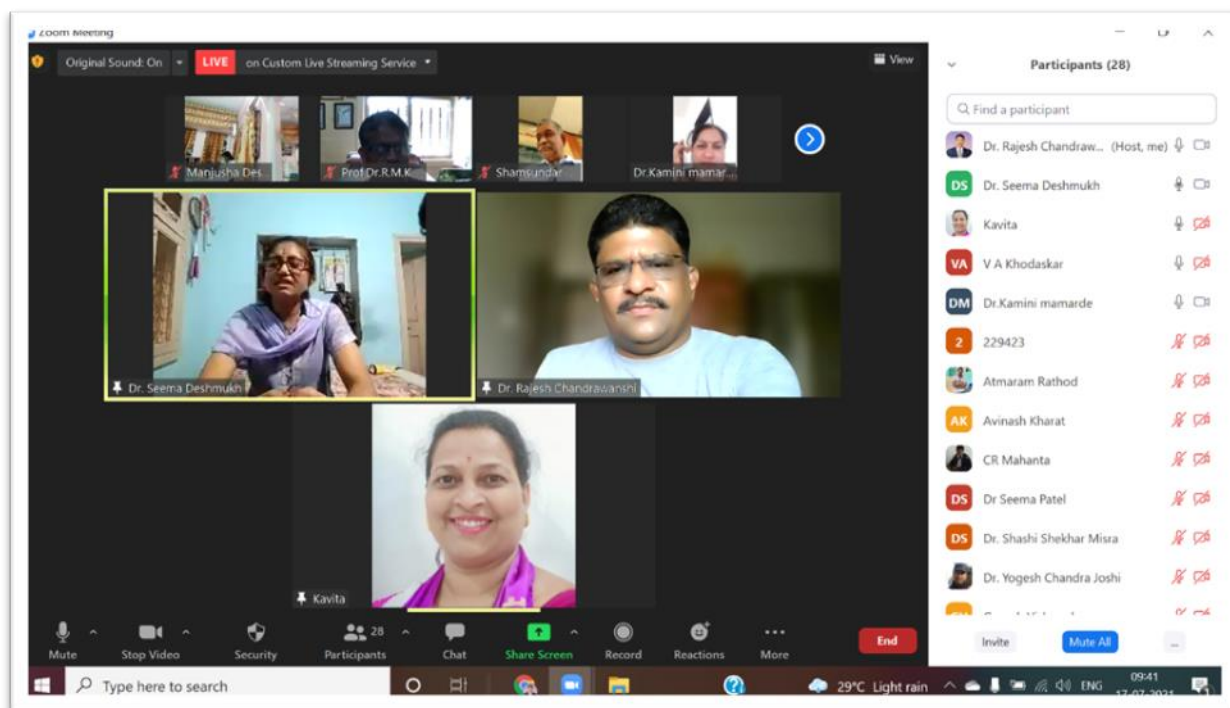 Zoom Meeting
Original Sound: On
LIVE on Custom Live Streaming Service
View
Manjusha Des...
Prof Dr.R.M.K...
Shamsundar
Dr.Kamini mamar...
Dr. Seema Deshmukh
Dr. Rajesh Chandrawanshi
Kavita
Mute
Stop Video
Security
28
Participants
Chat
Share Screen
Record
Reactions
More
End
Participants (28)
Find a participant
Dr. Rajesh Chandraw... (Host, me)
DS Dr. Seema Deshmukh
Kavita
VA V A Khodaskar
DM Dr.Kamini mamarde
2 229423
Atmaram Rathod
AK Avinash Kharat
CR Mahanta
DS Dr Seema Patel
DS Dr. Shashi Shekhar Misra
Dr. Yogesh Chandra Joshi
Invite
Mute All
...
Type here to search
29°C Light rain
ENG
09:41
17-07-2021
1